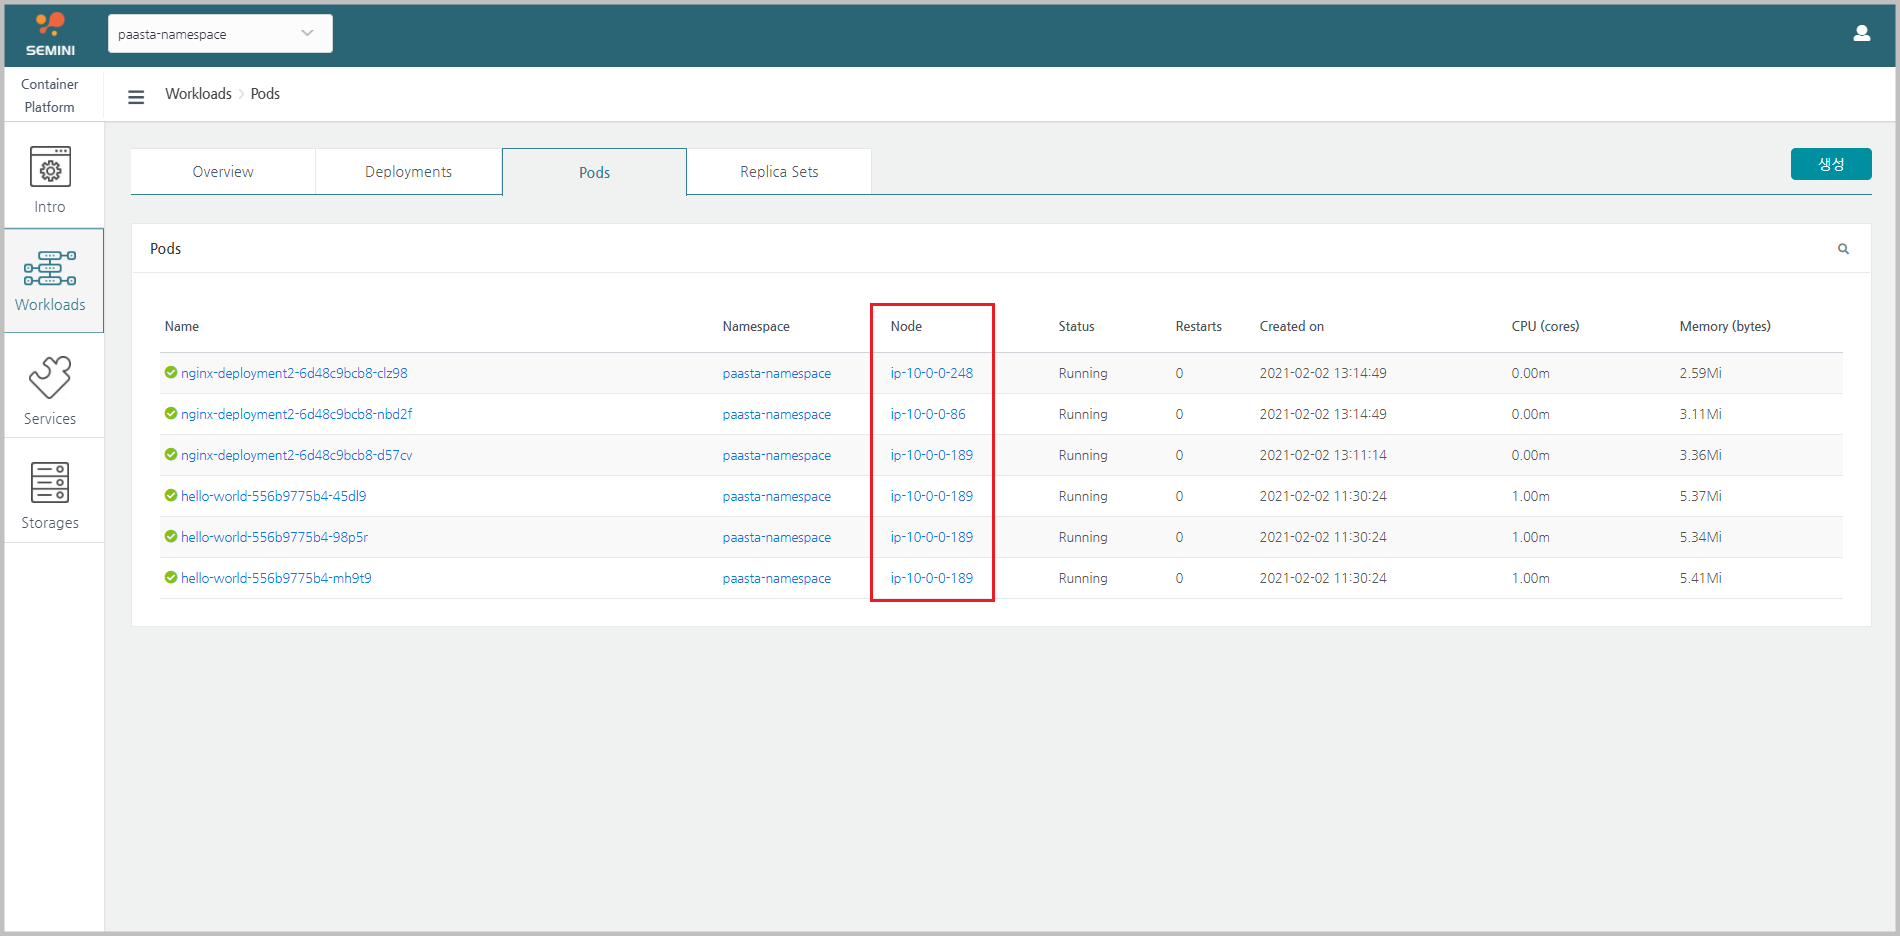 SEMINI
paasta-namespace
Container
Platform
Workloads Pods
Intro
Workloads
Services
Storages
Overview Deployments Pods Replica Sets 생성
Pods
Name Namespace Node Status Restarts Created on CPU (cores) Memory (bytes)
nginx-deployment2-6d48c9bcb8-clz98 paasta-namespace ip-10-0-0-248 Running 0 2021-02-02 13:14:49 0.00m 2.59Mi
nginx-deployment2-6d48c9bcb8-nbd2f paasta-namespace ip-10-0-0-86 Running 0 2021-02-02 13:14:49 0.00m 3.11Mi
nginx-deployment2-6d48c9bcb8-d57cv paasta-namespace ip-10-0-0-189 Running 0 2021-02-02 13:11:14 0.00m 3.36Mi
hello-world-556b9775b4-45dl9 paasta-namespace ip-10-0-0-189 Running 0 2021-02-02 11:30:24 1.00m 5.37Mi
hello-world-556b9775b4-98p5r paasta-namespace ip-10-0-0-189 Running 0 2021-02-02 11:30:24 1.00m 5.34Mi
hello-world-556b9775b4-mh9t9 paasta-namespace ip-10-0-0-189 Running 0 2021-02-02 11:30:24 1.00m 5.41Mi